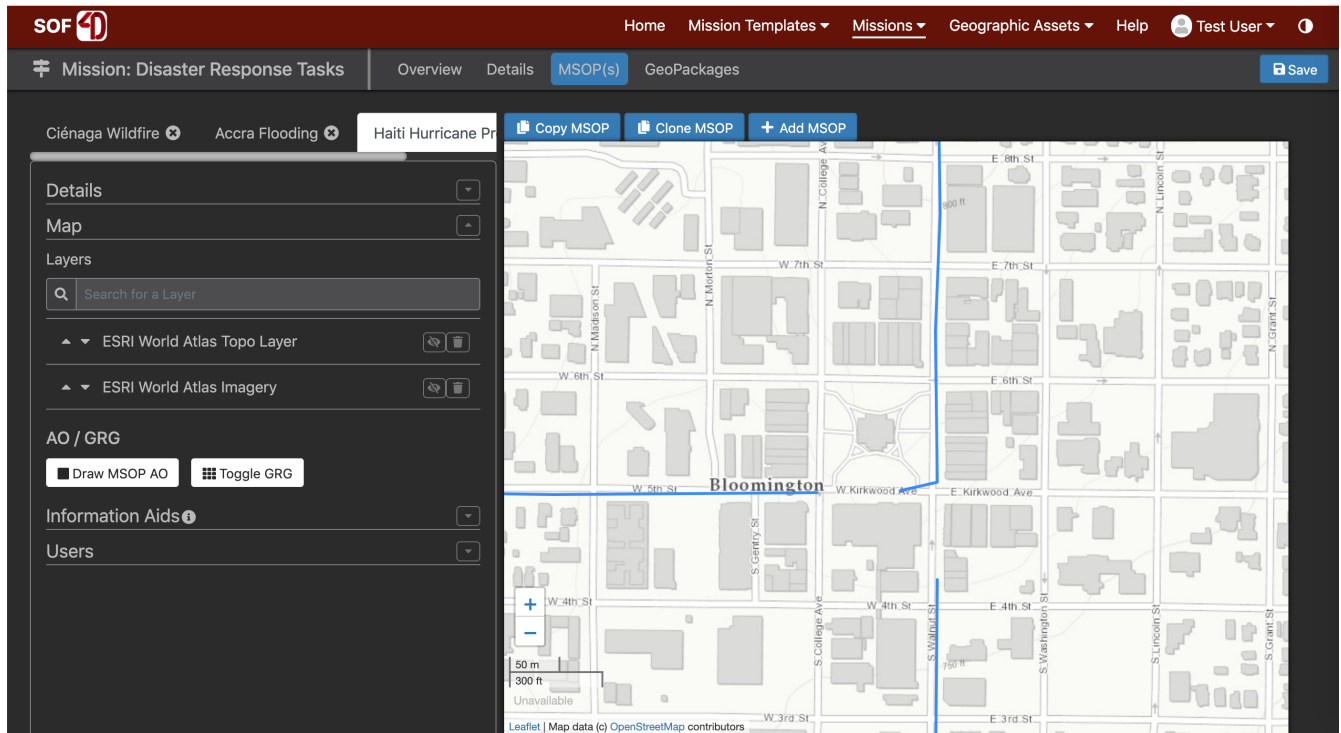 SOF 4D
Home Mission Templates Missions Geographic Assets Help Test User
Mission: Disaster Response Tasks Overview Details MSOP(s) GeoPackages Save
Ciénaga Wildfire Accra Flooding Haiti Hurricane Pr
Copy MSOP Clone MSOP + Add MSOP
Details
Map
Layers
Search for a Layer
ESRI World Atlas Topo Layer
ESRI World Atlas Imagery
AO / GRG
Draw MSOP AO Toggle GRG
Information Aids
Users
E 8th St
N College Av
N Lincoln St
800 ft
W 7th St
E 7th St
N Morton St
N Madison St
N Grant St
W 6th St
E 6th St
Bloomington
W 5th St
W Kirkwood Ave
E Kirkwood Ave
S Gentry St
W 4th St
W 4th St
E 4th St
S College Ave
S Walnut St
S Washington St
S Lincoln St
S Grant St
750 ft
+
−
50 m
300 ft
Unavailable
W 3rd St
E 3rd St
Leaflet | Map data (c) OpenStreetMap contributors